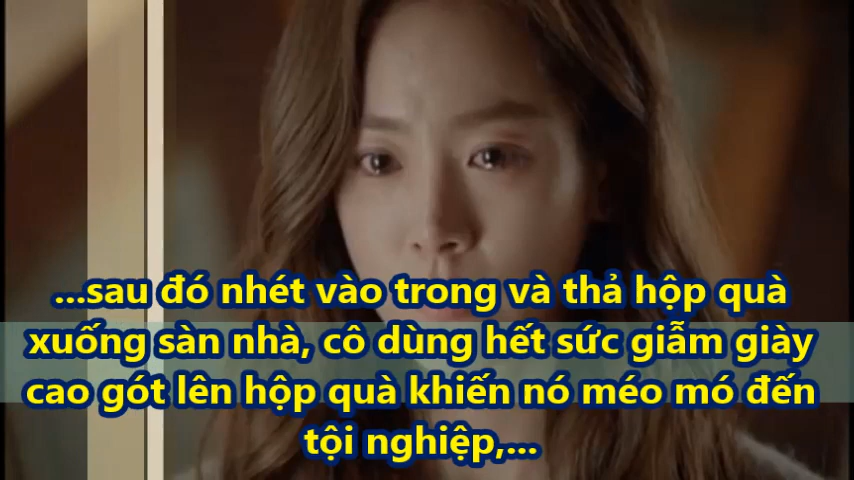 ...sau đó nhét vào trong và thả hộp quà
xuống sàn nhà, cô dùng hết sức giẫm giày
cao gót lên hộp quà khiến nó méo mó đến
tội nghiệp,...